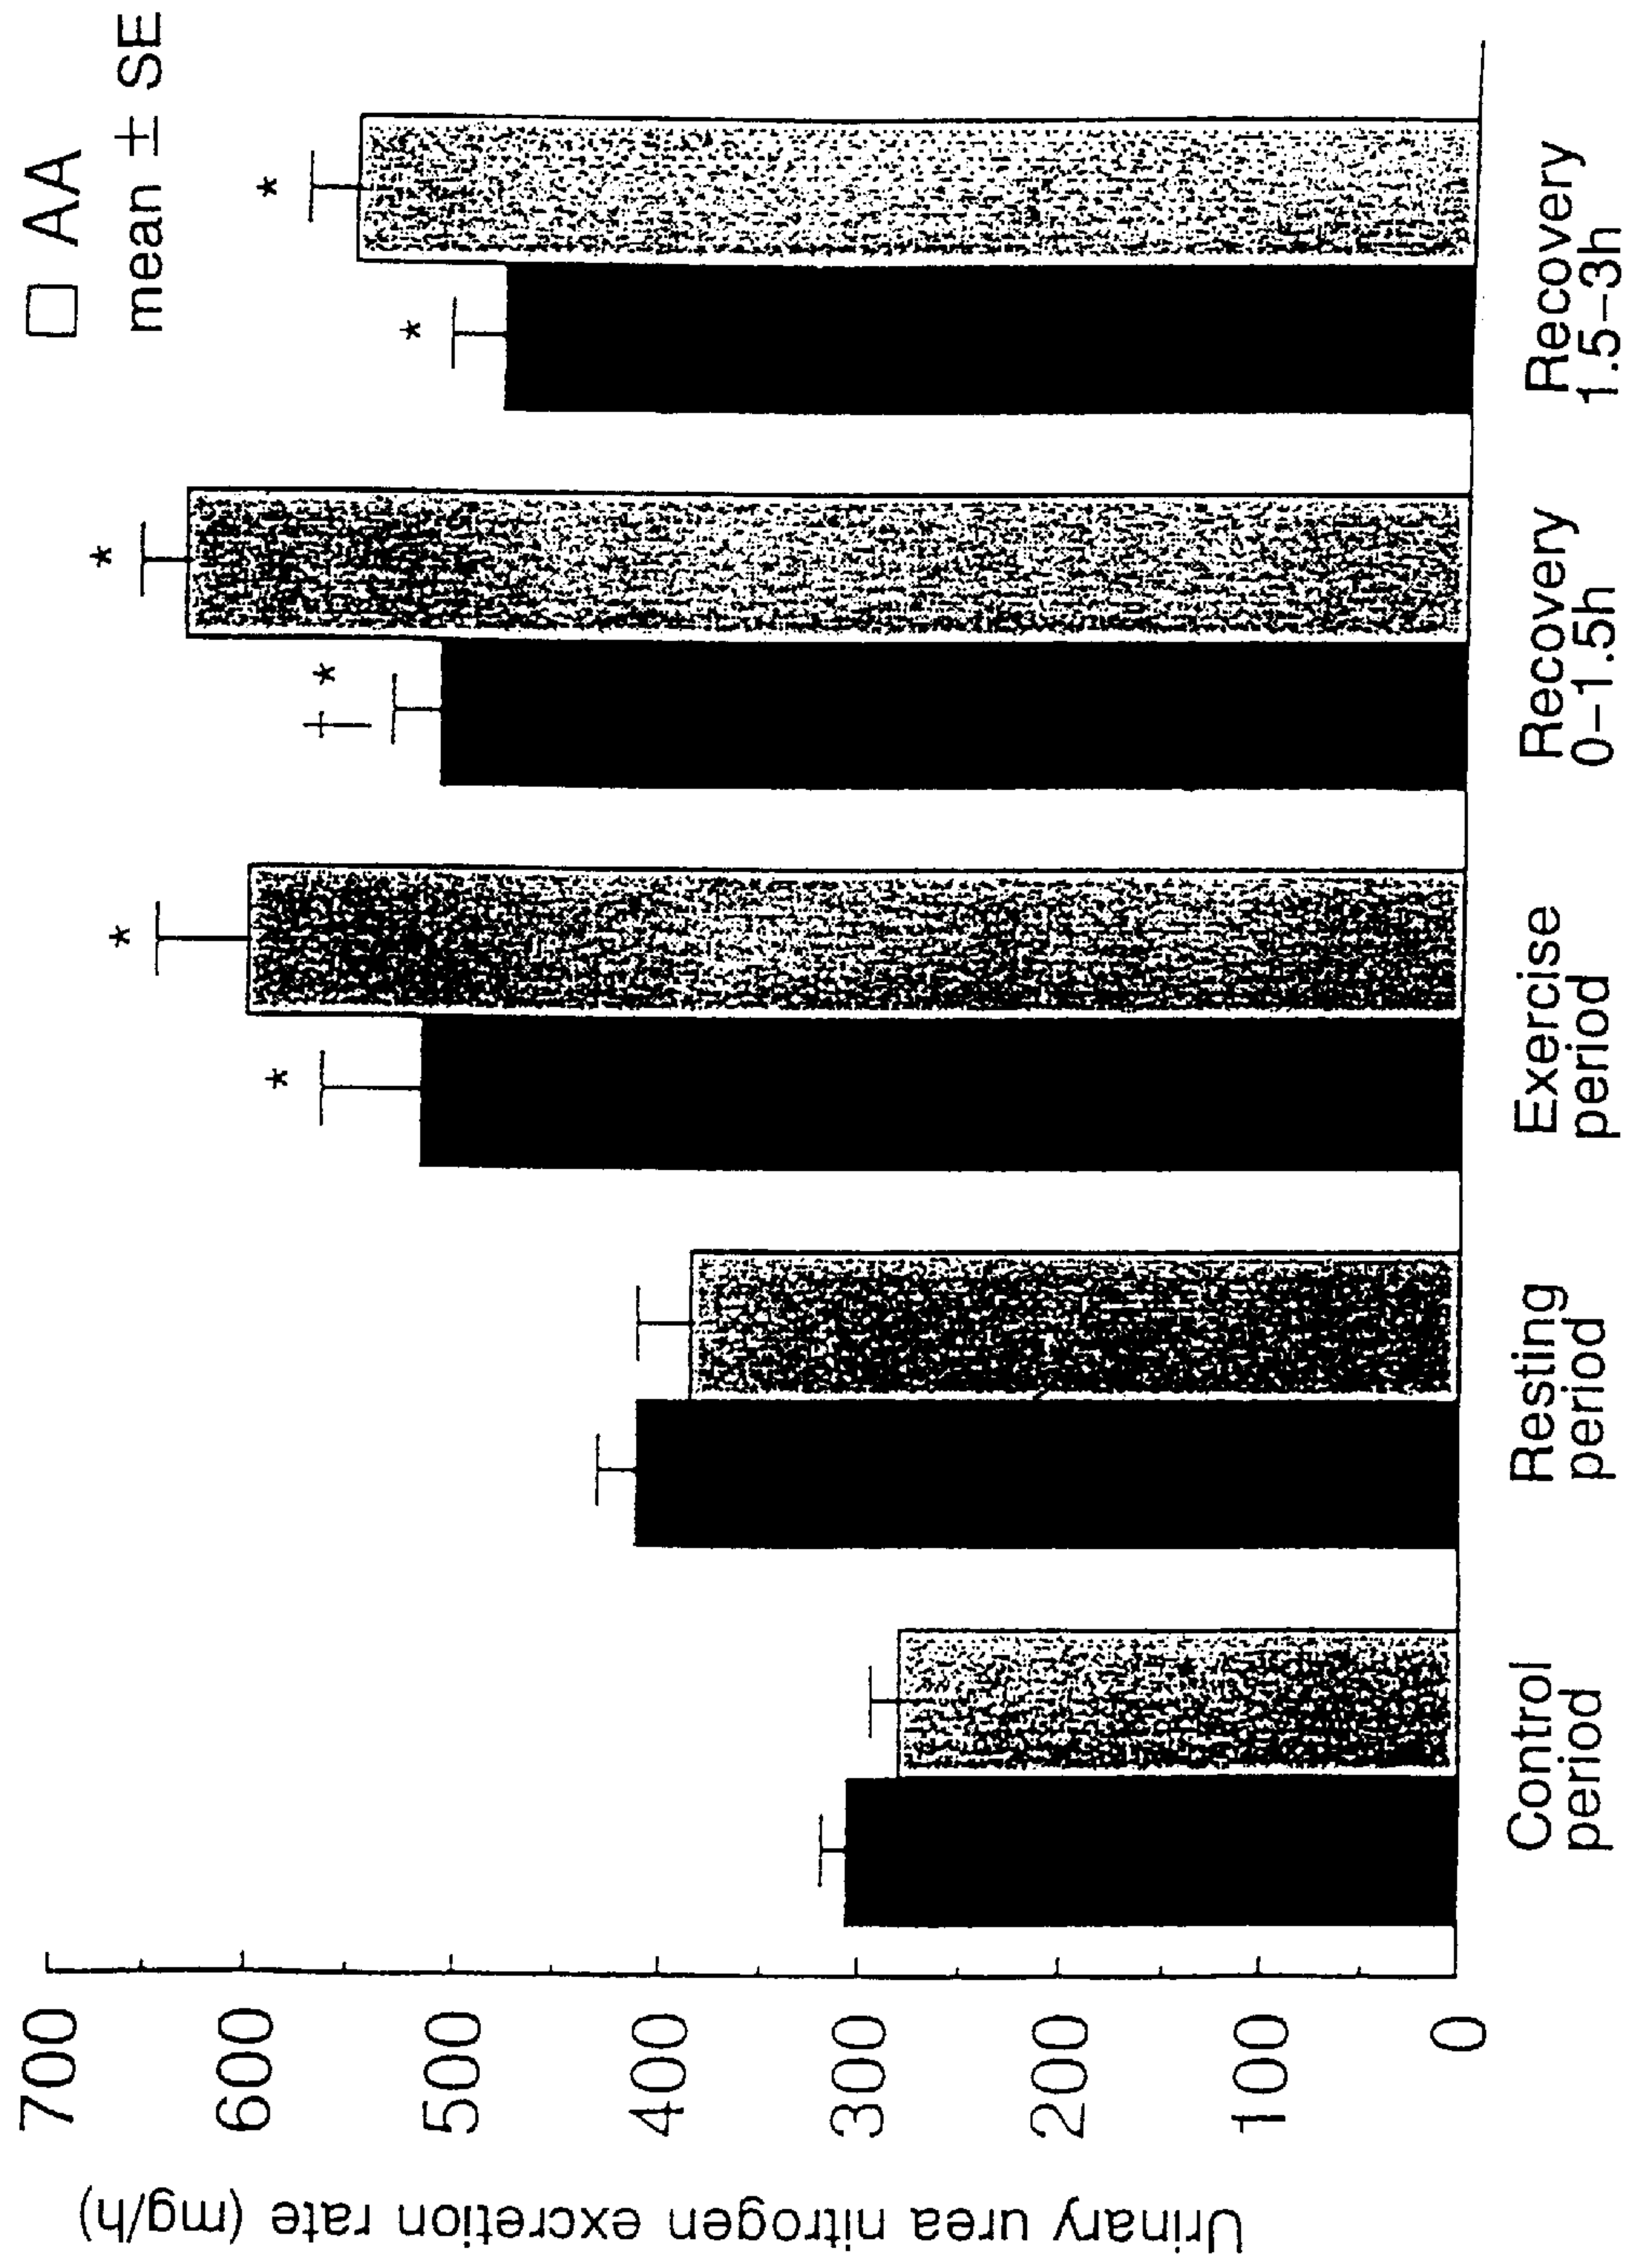 □ AA
mean ± SE
Urinary urea nitrogen excretion rate (mg/h)
700
600
500
400
300
200
100
0
*
*
† *
*
*
*
Control
period
Resting
period
Exercise
period
Recovery
0–1.5h
Recovery
1.5–3h